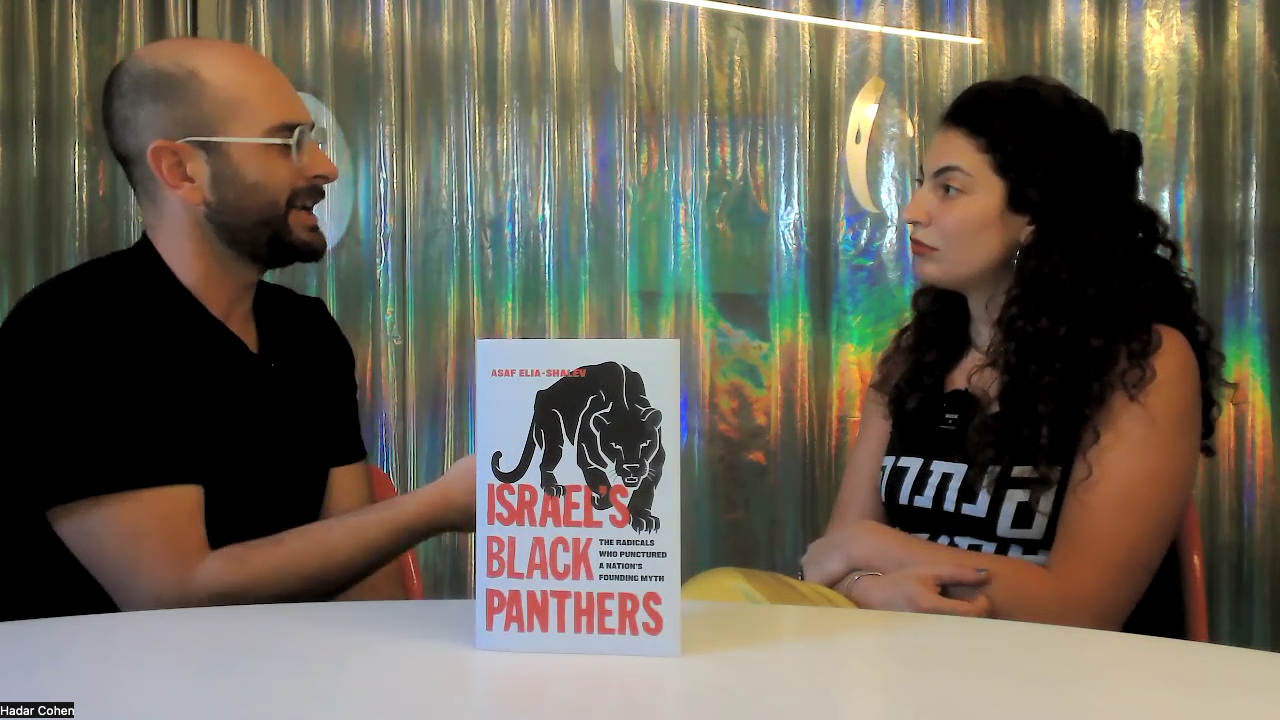 ASAF ELIA-SHALEV
ISRAEL'S
BLACK
PANTHERS
THE RADICALS
WHO PUNCTURED
A NATION'S
FOUNDING MYTH
Hadar Cohen